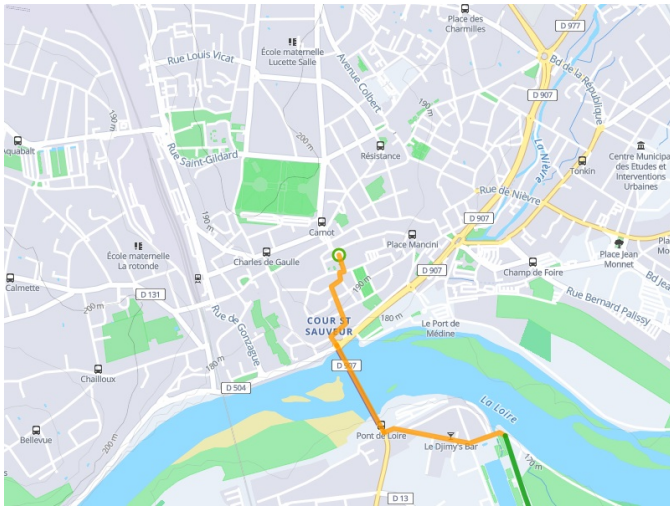 Place des
Charmilles
D 977
École maternelle
Lucette Salle
Rue Louis Vicat
Avenue Colbert
Bd de la République
D 907
190 m
190 m
200 m
La Nièvre
Aquabalt
Rue Saint-Gildard
Résistance
Tonkin
Centre Municipa
des Etudes et
Interventions
Urbaines
Rue de Nièvre
190 m
Carnot
D 907
Place Mancini
École maternelle
La rotonde
Charles de Gaulle
D 907
Champ de Foire
Place Jean
Monnet
Calmette
D 131
200 m
190 m
Rue Bernard Palissy
Bd Jea
Rue de Gonzague
180 m
COUR ST
SAUVEUR
Le Port de
Médine
180 m
D 907
Chailloux
D 504
La Loire
Bellevue
200 m
Pont de Loire
Le Djimy's Bar
170 m
D 13